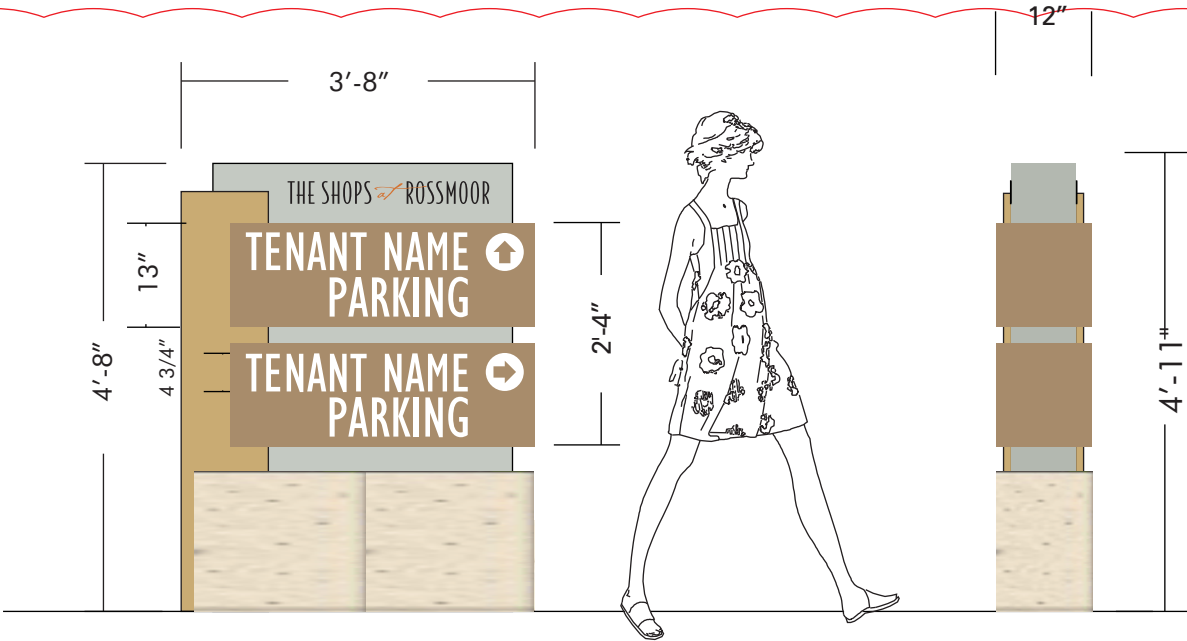 12"
3'-8"
THE SHOPS at ROSSMOOR
TENANT NAME
PARKING
13"
2'-4"
4'-8"
4 3/4"
4'-11"
TENANT NAME
PARKING